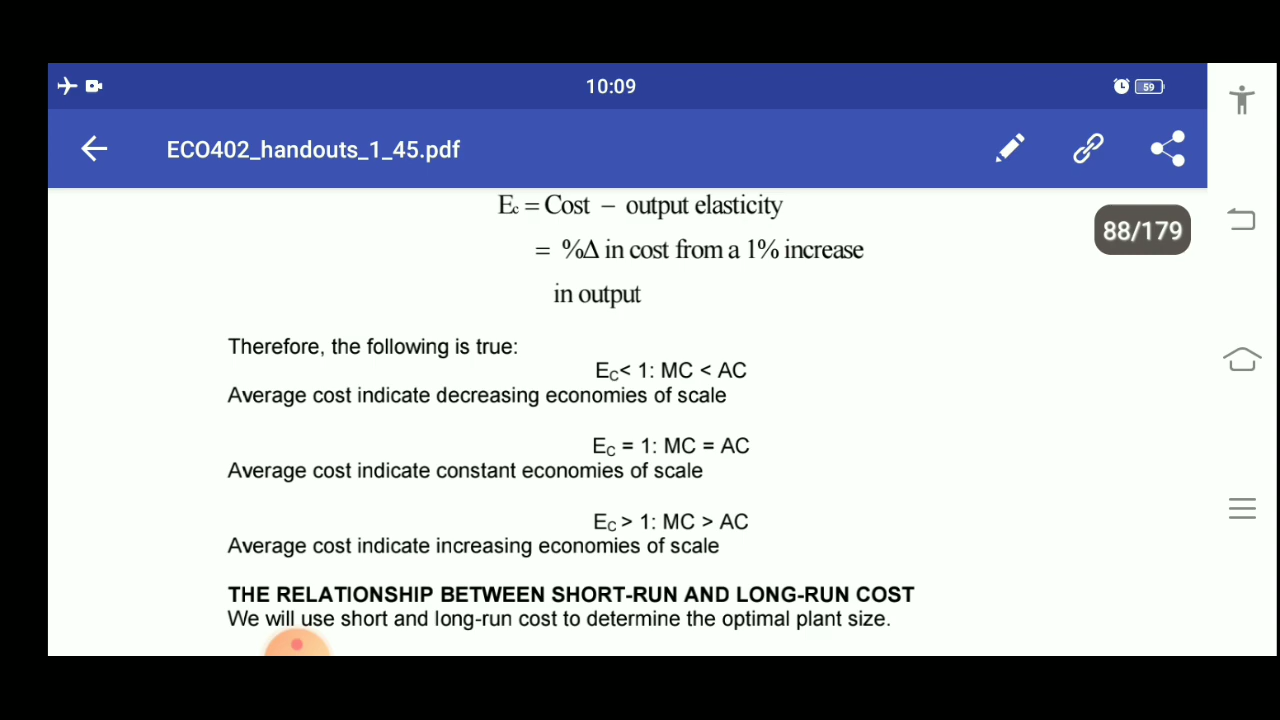 10:09
59
ECO402_handouts_1_45.pdf
Ec = Cost – output elasticity
88/179
= %Δ in cost from a 1% increase
in output
Therefore, the following is true:
EC< 1: MC < AC
Average cost indicate decreasing economies of scale
EC = 1: MC = AC
Average cost indicate constant economies of scale
EC > 1: MC > AC
Average cost indicate increasing economies of scale
THE RELATIONSHIP BETWEEN SHORT-RUN AND LONG-RUN COST
We will use short and long-run cost to determine the optimal plant size.